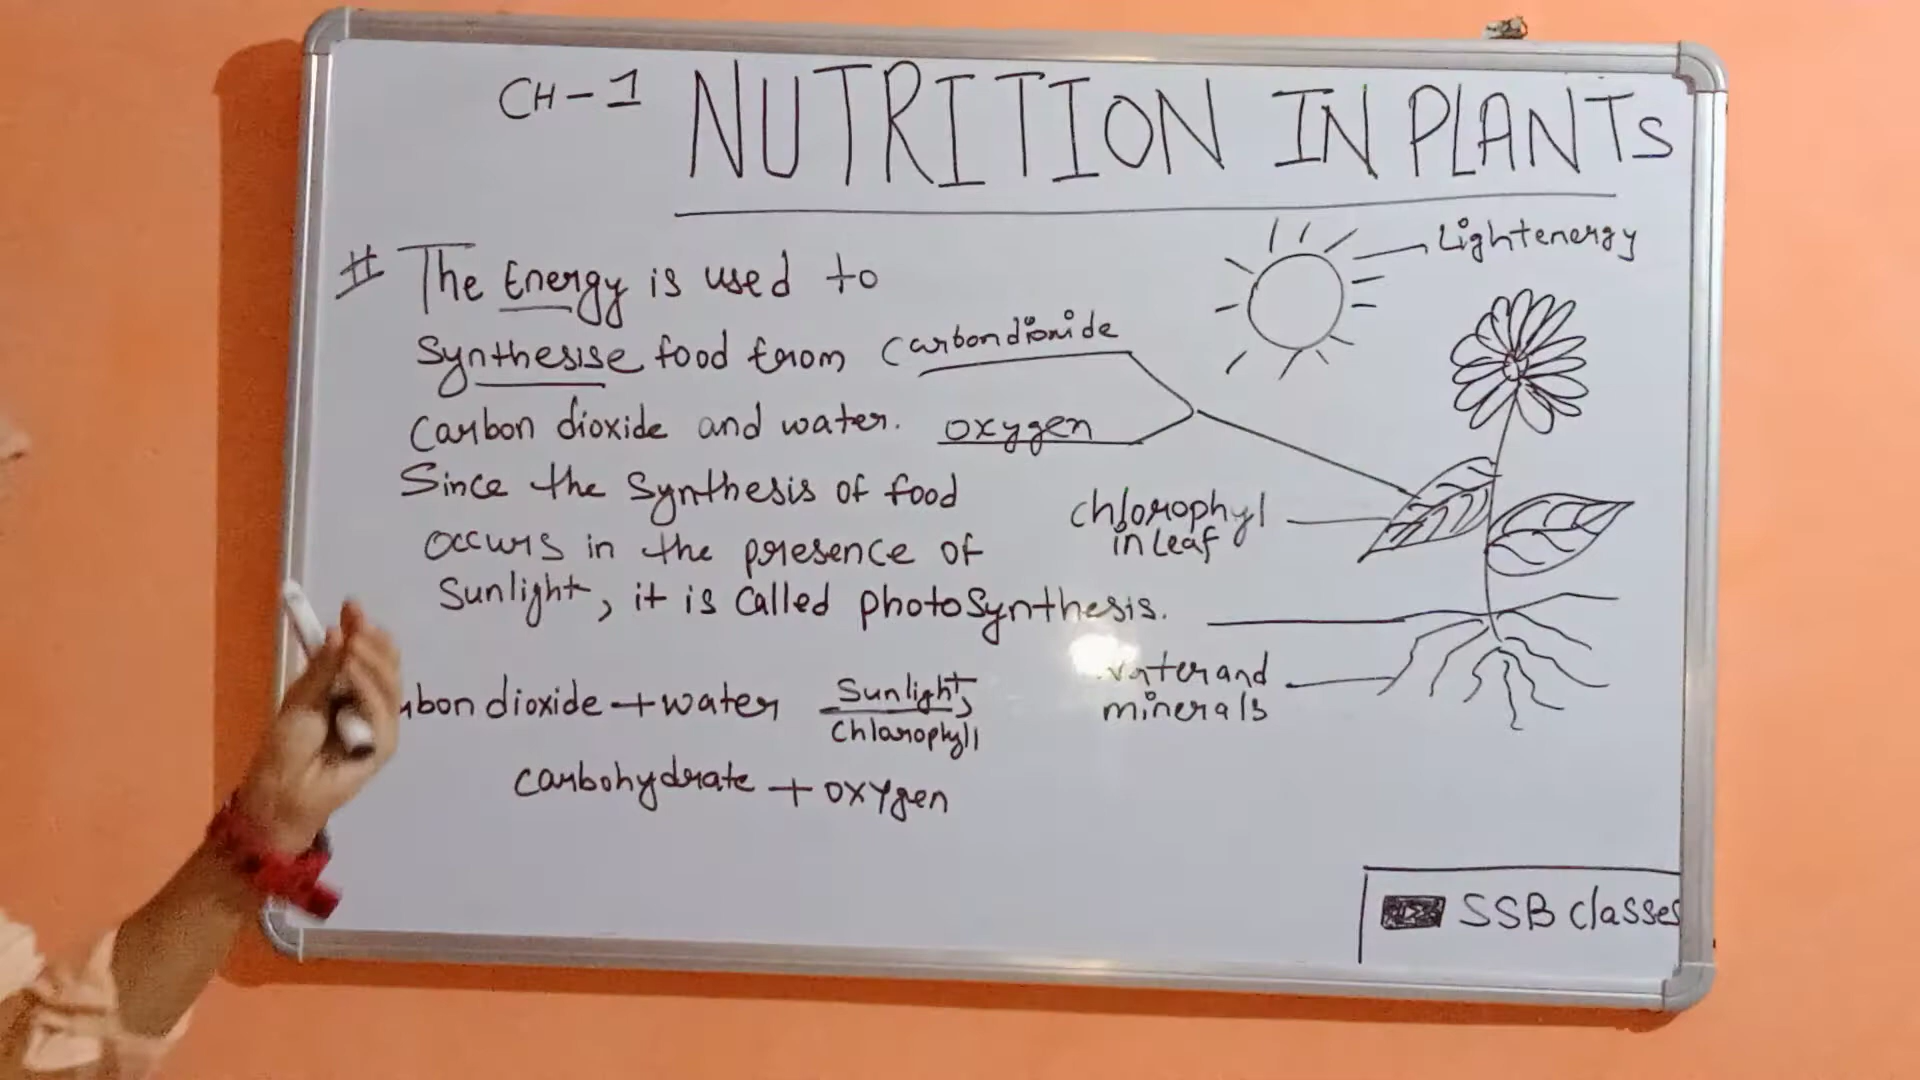 CH-1 NUTRITION IN PLANTS
# The Energy is used to
Synthesise food from
carbon dioxide and water.
Since the synthesis of food
occurs in the presence of
Sunlight, it is called photosynthesis.
dioxide + water
Sunlight,
Chlorophyll
carbohydrate + oxygen
Lightenergy
Carbondioxide
oxygen
chlorophyl
in Leaf
water and
minerals
SSB classes